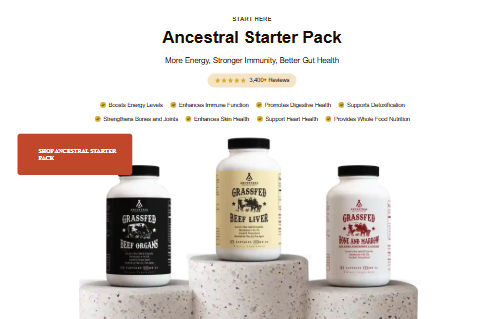 START HERE
Ancestral Starter Pack
More Energy, Stronger Immunity, Better Gut Health
3,400+ Reviews
Boosts Energy Levels
Enhances Immune Function
Promotes Digestive Health
Supports Detoxification
Strengthens Bones and Joints
Enhances Skin Health
Support Heart Health
Provides Whole Food Nutrition
SHOP ANCESTRAL STARTER
PACK
GRASSFED
BEEF ORGANS
GRASSFED
BEEF LIVER
GRASSFED
BONE AND MARROW